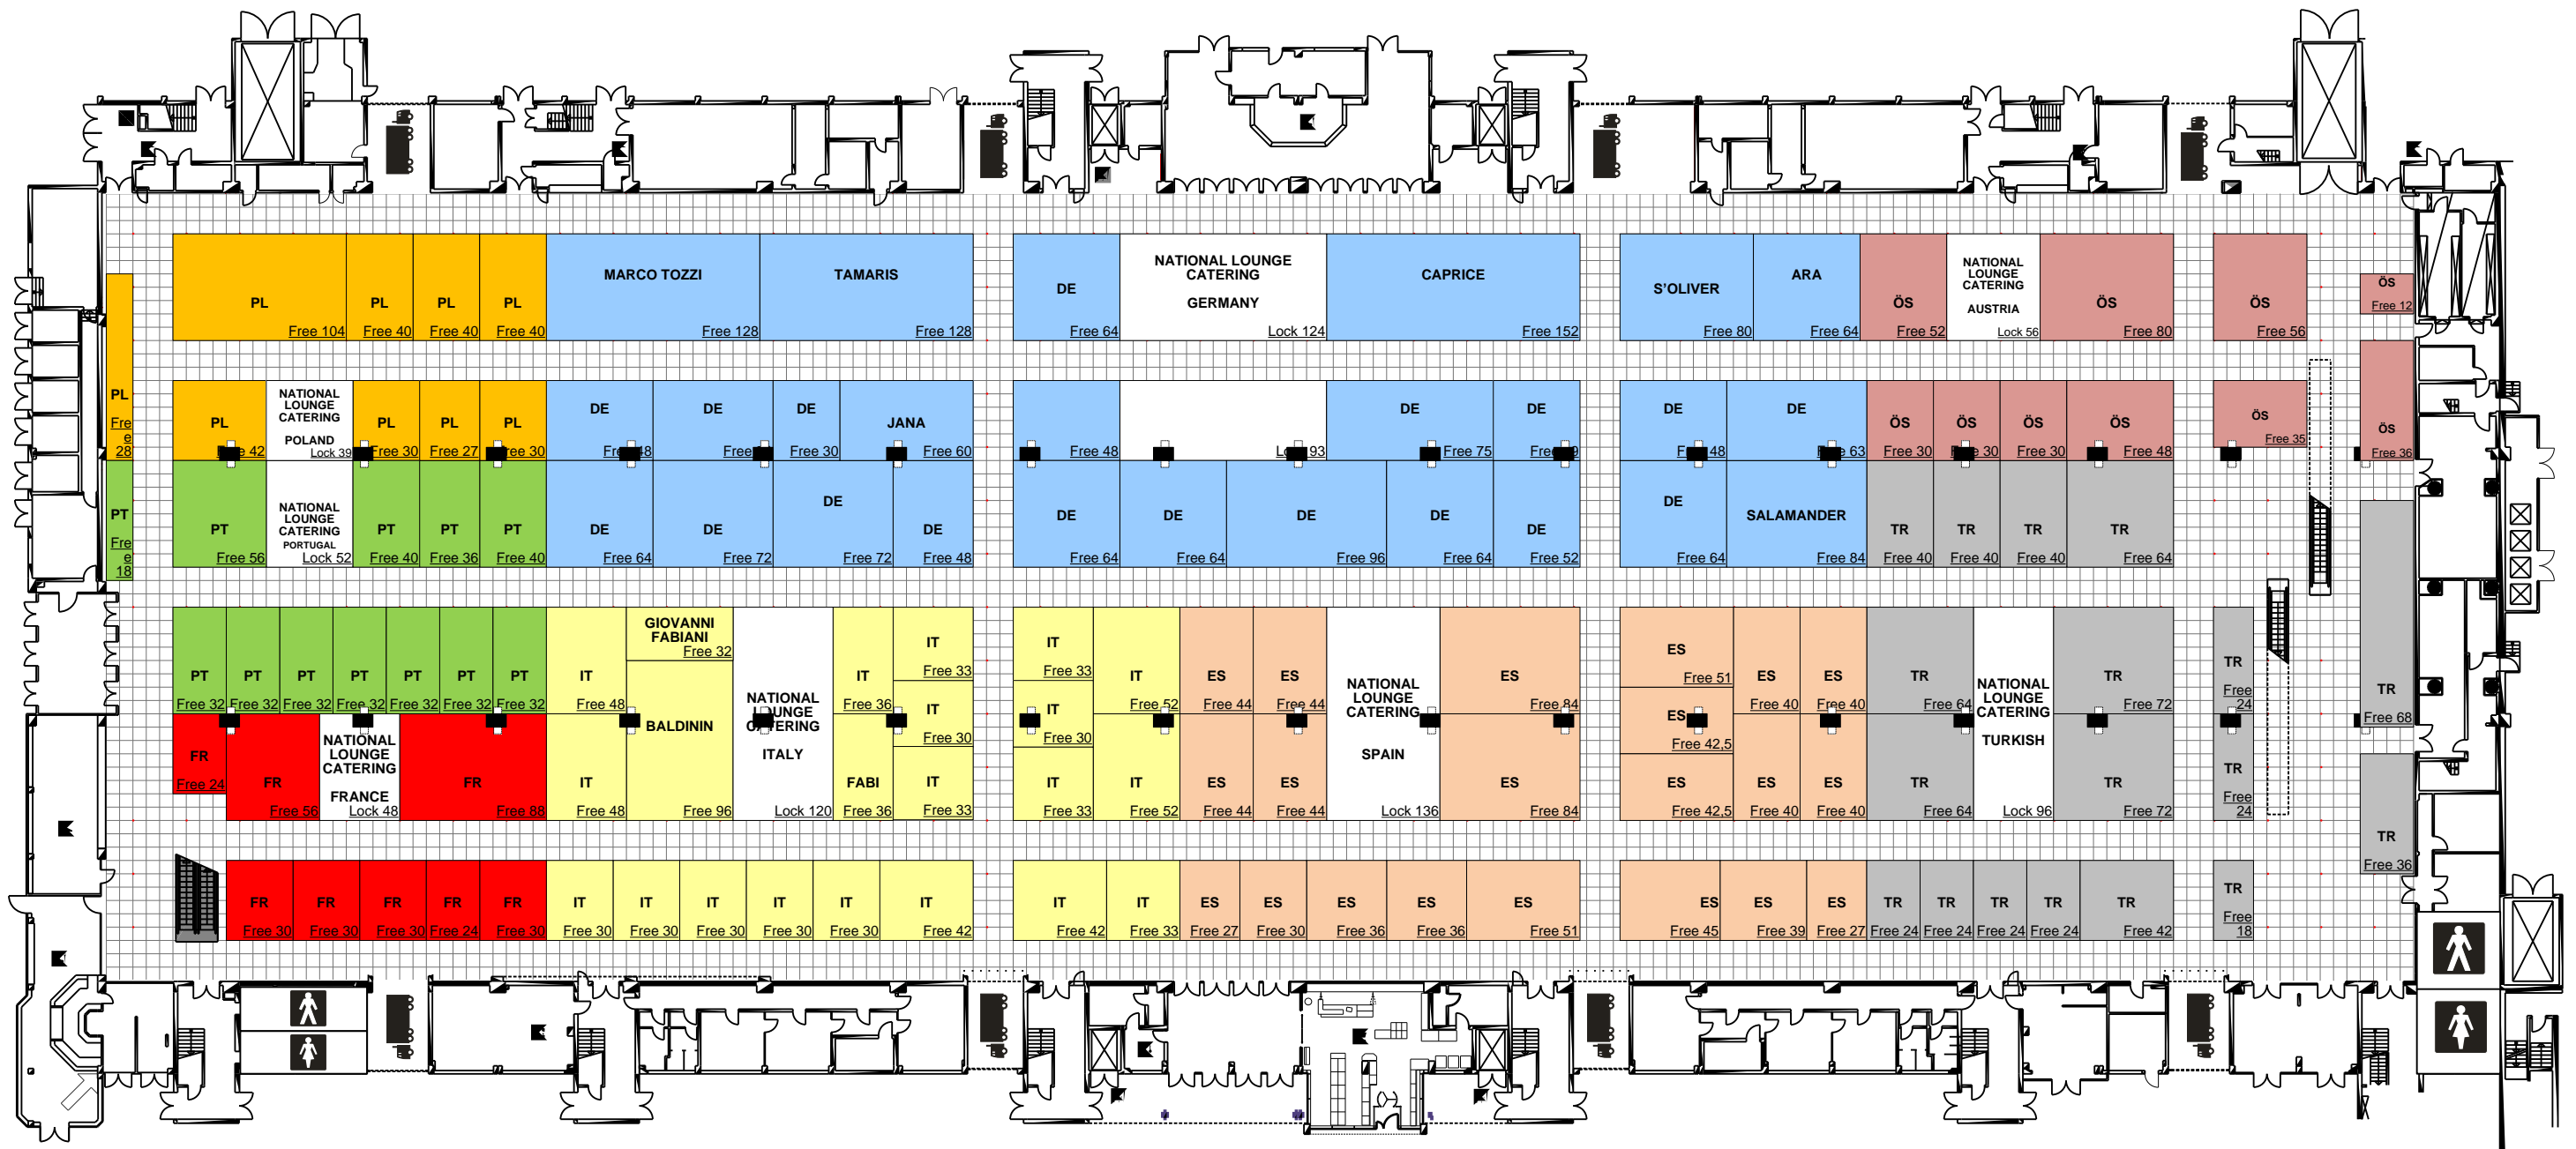 PL
Free 104
PL
Free 40
PL
Free 40
PL
Free 40
MARCO TOZZI
Free 128
TAMARIS
Free 128
DE
Free 64
NATIONAL LOUNGE
CATERING
GERMANY
Lock 124
CAPRICE
Free 152
S'OLIVER
Free 80
ARA
Free 64
ÖS
Free 52
NATIONAL
LOUNGE
CATERING
AUSTRIA
Lock 56
ÖS
Free 80
ÖS
Free 56
ÖS
Free 12
PL
Fre
e
28
PL
42
NATIONAL
LOUNGE
CATERING
POLAND
Lock 39
PL
Free 30
PL
Free 27
PL
30
DE
DE
DE
Free 30
JANA
Free 60
Free 48
93
DE
Free 75
DE
DE
48
DE
63
ÖS
Free 30
ÖS
30
ÖS
Free 30
ÖS
Free 48
ÖS
Free 35
ÖS
Free 36
PT
Fre
e
18
PT
Free 56
NATIONAL
LOUNGE
CATERING
PORTUGAL
Lock 52
PT
Free 40
PT
Free 36
PT
Free 40
DE
Free 64
DE
Free 72
DE
Free 72
DE
Free 48
DE
Free 64
DE
Free 64
DE
Free 96
DE
Free 64
DE
Free 52
DE
Free 64
SALAMANDER
Free 84
TR
Free 40
TR
Free 40
TR
Free 40
TR
Free 64
TR
Free 68
PT
Free 32
PT
Free 32
PT
Free 32
PT
Free 32
PT
Free 32
PT
Free 32
PT
Free 32
IT
Free 48
GIOVANNI
FABIANI
Free 32
NATIONAL
LOUNGE
CATERING
ITALY
Lock 120
IT
Free 36
IT
Free 33
IT
Free 30
IT
Free 33
IT
Free 33
IT
Free 52
ES
Free 44
ES
Free 44
NATIONAL
LOUNGE
CATERING
SPAIN
Lock 136
ES
Free 84
ES
Free 51
ES
Free 40
ES
Free 40
TR
Free 64
NATIONAL
LOUNGE
CATERING
TURKISH
Lock 96
TR
Free 72
TR
Free
24
FR
Free 24
FR
Free 56
NATIONAL
LOUNGE
CATERING
FRANCE
Lock 48
FR
Free 88
IT
Free 48
BALDININ
Free 96
FABI
Free 36
IT
Free 30
IT
Free 33
IT
Free 52
ES
Free 44
ES
Free 44
ES
Free 84
ES
Free 42,5
ES
Free 42,5
ES
Free 40
ES
Free 40
TR
Free 64
TR
Free 72
TR
Free
24
TR
Free 36
FR
Free 30
FR
Free 30
FR
Free 30
FR
Free 24
FR
Free 30
IT
Free 30
IT
Free 30
IT
Free 30
IT
Free 30
IT
Free 30
IT
Free 42
IT
Free 42
IT
Free 33
ES
Free 27
ES
Free 30
ES
Free 36
ES
Free 36
ES
Free 51
ES
Free 45
ES
Free 39
ES
Free 27
TR
Free 24
TR
Free 24
TR
Free 24
TR
Free 24
TR
Free 42
TR
Free
18